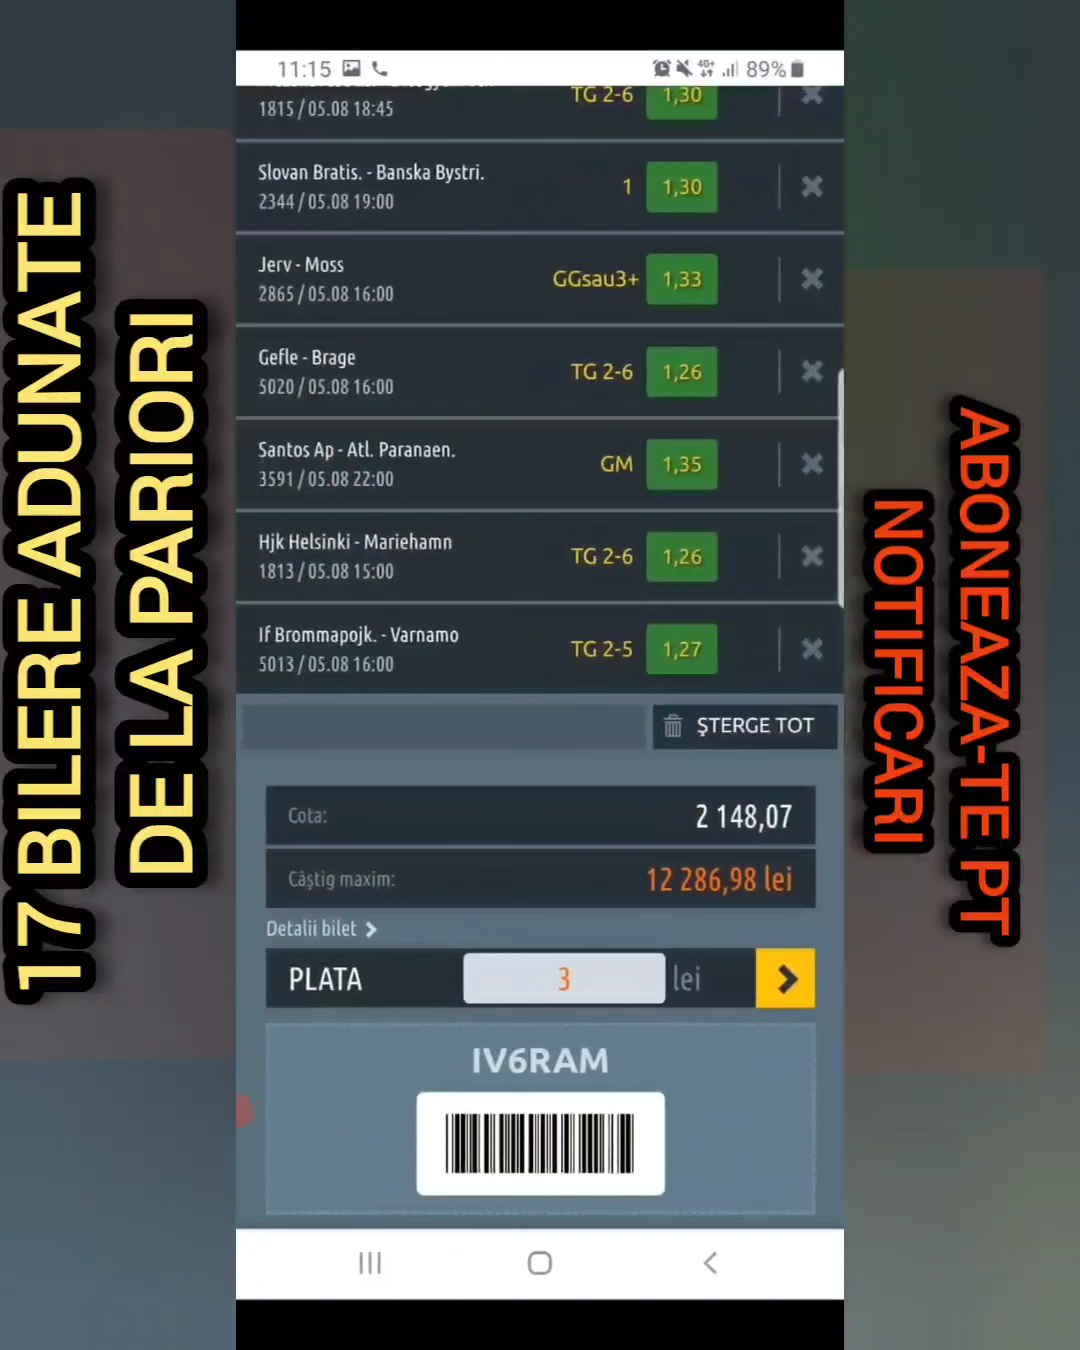 17 BILERE ADUNATE
DE LA PARIORI
11:15
4G+
89%
1815 / 05.08 18:45
TG 2-6
1,30
Slovan Bratis. - Banska Bystri.
2344 / 05.08 19:00
1
1,30
Jerv - Moss
2865 / 05.08 16:00
GGsau3+
1,33
Gefle - Brage
5020 / 05.08 16:00
TG 2-6
1,26
Santos Ap - Atl. Paranaen.
3591 / 05.08 22:00
GM
1,35
Hjk Helsinki - Mariehamn
1813 / 05.08 15:00
TG 2-6
1,26
If Brommapojk. - Varnamo
5013 / 05.08 16:00
TG 2-5
1,27
ŞTERGE TOT
Cota:
2 148,07
Câştig maxim:
12 286,98 lei
Detalii bilet
PLATA
3
lei
IV6RAM
ABONEAZA-TE PT
NOTIFICARI